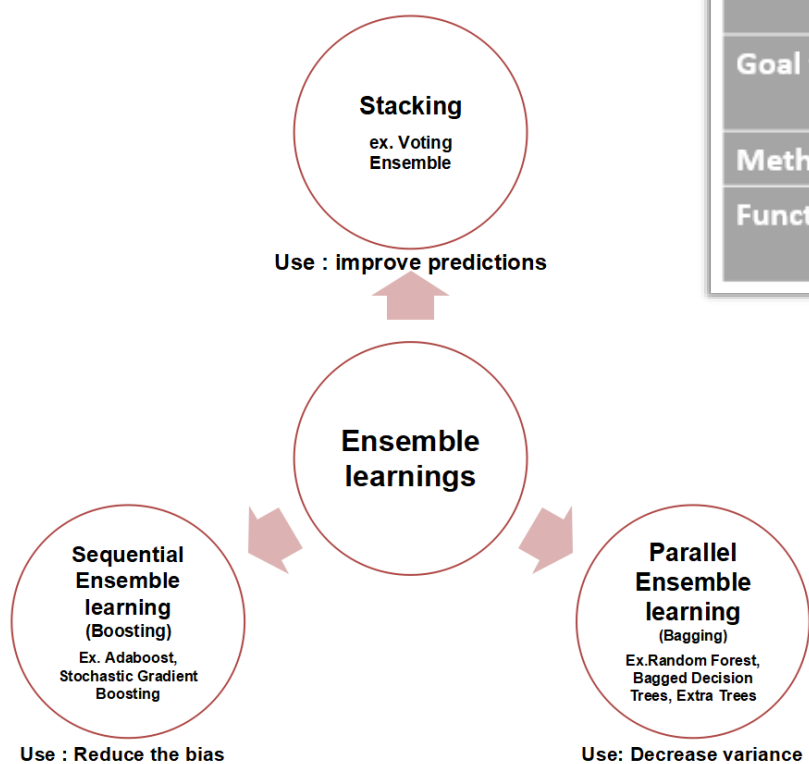 Stacking
ex. Voting
Ensemble
Use : improve predictions
Goal
Ensemble
learnings
Sequential
Ensemble
learning
(Boosting)
Ex. Adaboost,
Stochastic Gradient
Boosting
Use : Reduce the bias
Parallel
Ensemble
learning
(Bagging)
Ex.Random Forest,
Bagged Decision
Trees, Extra Trees
Use: Decrease variance